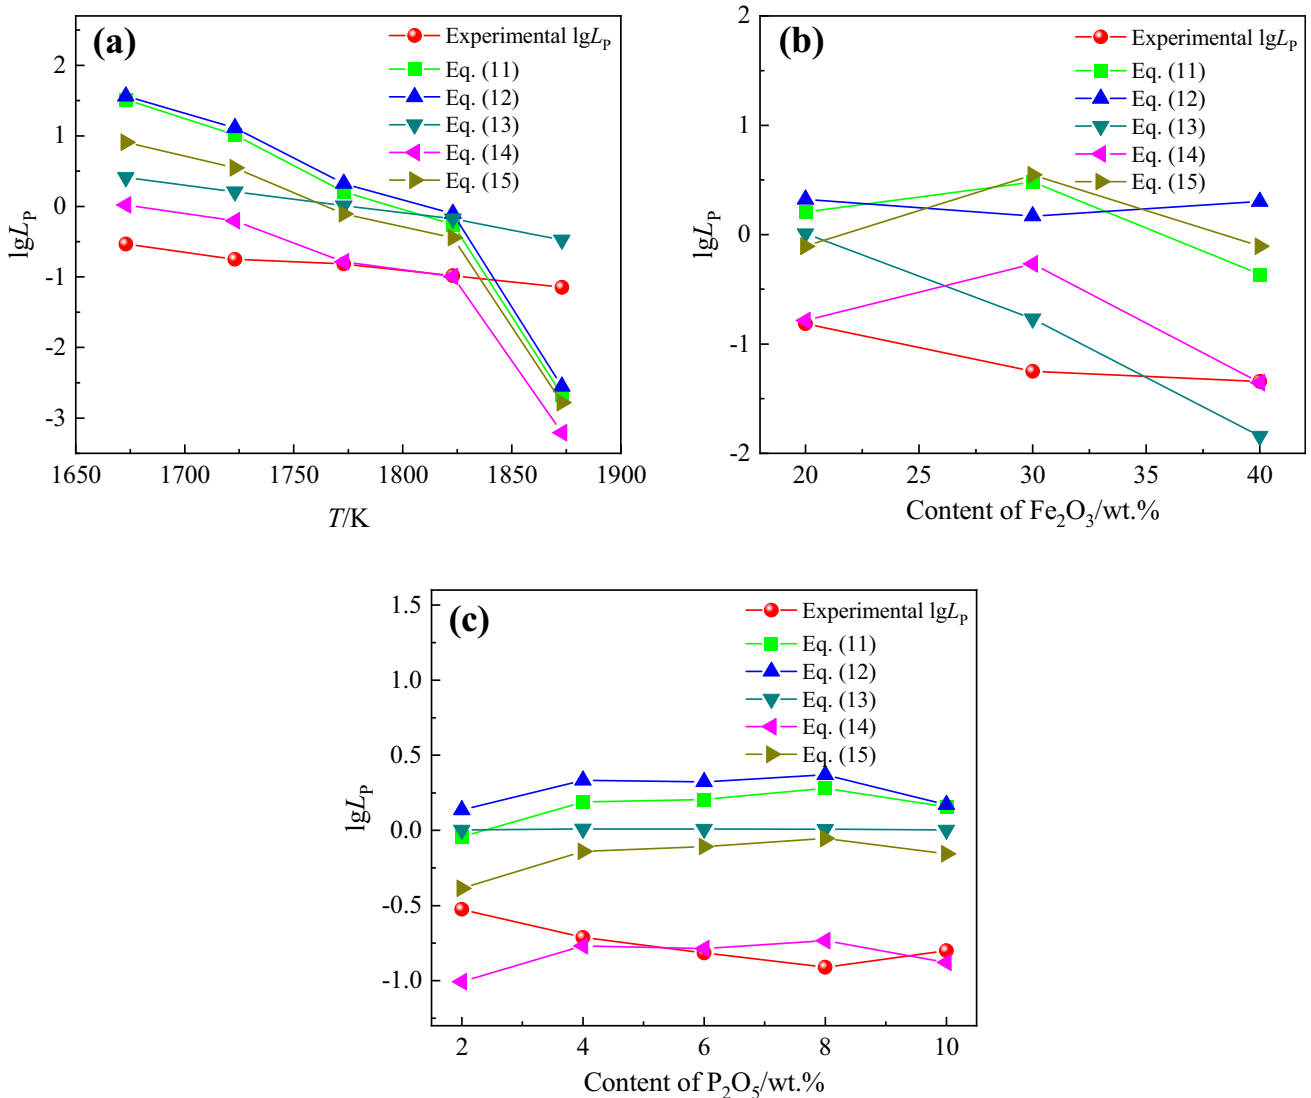 (a)
Experimental lgL_P
Eq. (11)
Eq. (12)
Eq. (13)
Eq. (14)
Eq. (15)
2
1
0
-1
-2
-3
lgL_P
1650 1700 1750 1800 1850 1900
T/K
(b)
Experimental lgL_P
Eq. (11)
Eq. (12)
Eq. (13)
Eq. (14)
Eq. (15)
2
1
0
-1
-2
lgL_P
20 25 30 35 40
Content of Fe₂O₃/wt.%
(c)
Experimental lgL_P
Eq. (11)
Eq. (12)
Eq. (13)
Eq. (14)
Eq. (15)
1.5
1.0
0.5
0.0
-0.5
-1.0
lgL_P
2 4 6 8 10
Content of P₂O₅/wt.%